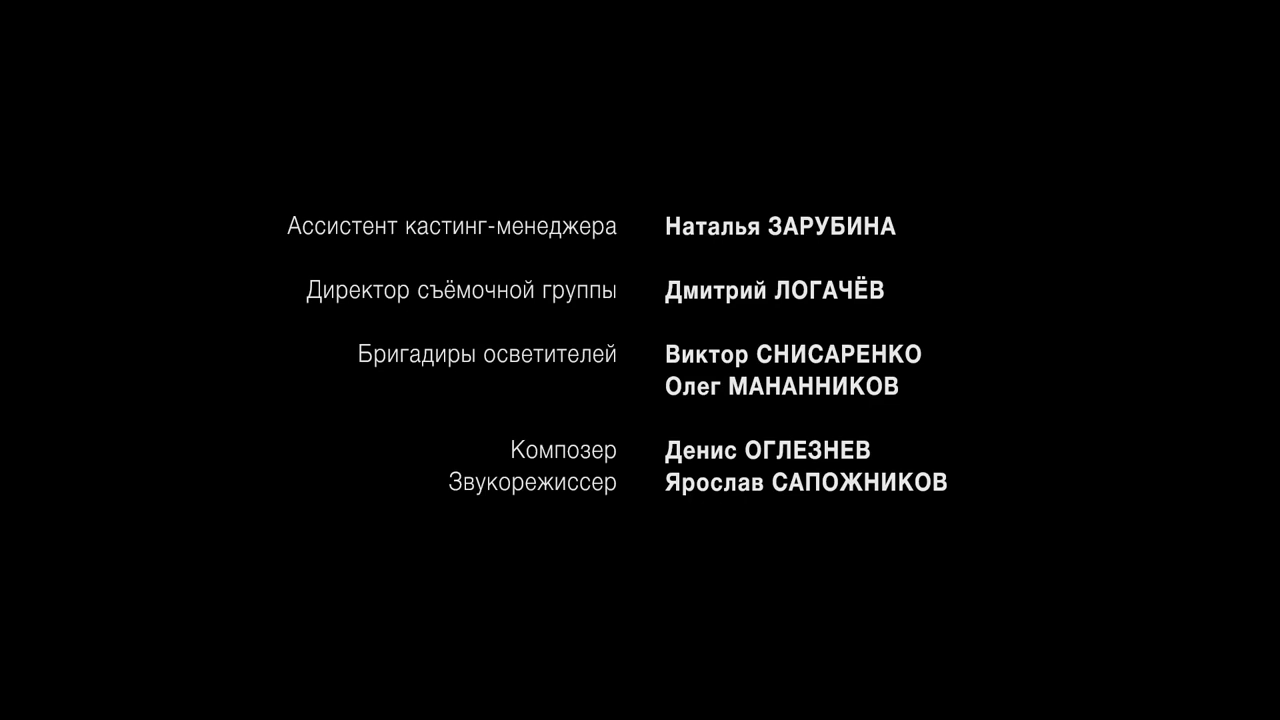 Ассистент кастинг-менеджера Наталья ЗАРУБИНА
Директор съёмочной группы Дмитрий ЛОГАЧЁВ
Бригадиры осветителей Виктор СНИСАРЕНКО
Олег МАНАННИКОВ
Композер Денис ОГЛЕЗНЕВ
Звукорежиссер Ярослав САПОЖНИКОВ